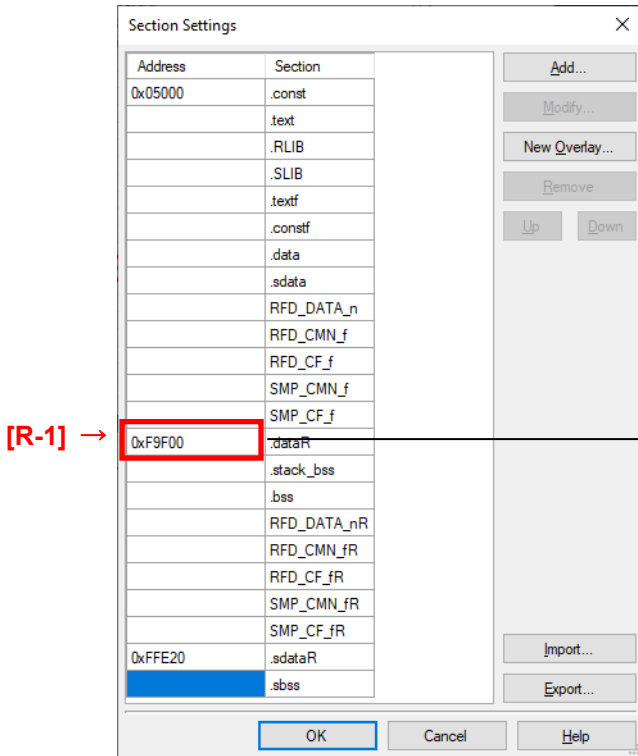 Section Settings
Address Section Add...
0x05000 .const
Modify...
.text
.RLIB New Overlay...
.SLIB
Remove
.textf
.constf Up Down
.data
.sdata
RFD_DATA_n
RFD_CMN_f
RFD_CF_f
SMP_CMN_f
SMP_CF_f
[R-1] → 0xF9F00 .dataR
.stack_bss
.bss
RFD_DATA_nR
RFD_CMN_fR
RFD_CF_fR
SMP_CMN_fR
SMP_CF_fR
Import...
0xFFE20 .sdataR
.sbss Export...
OK Cancel Help